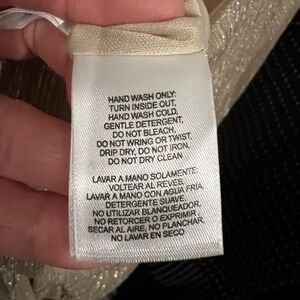 HAND WASH ONLY:
TURN INSIDE OUT,
HAND WASH COLD,
GENTLE DETERGENT,
DO NOT BLEACH,
DO NOT WRING OR TWIST,
DRIP DRY, DO NOT IRON,
DO NOT DRY CLEAN
LAVAR A MANO SOLAMENTE:
VOLTEAR AL REVÉS,
LAVAR A MANO CON AGUA FRÍA,
DETERGENTE SUAVE,
NO UTILIZAR BLANQUEADOR,
NO RETORCER O EXPRIMIR,
SECAR AL AIRE, NO PLANCHAR,
NO LAVAR EN SECO